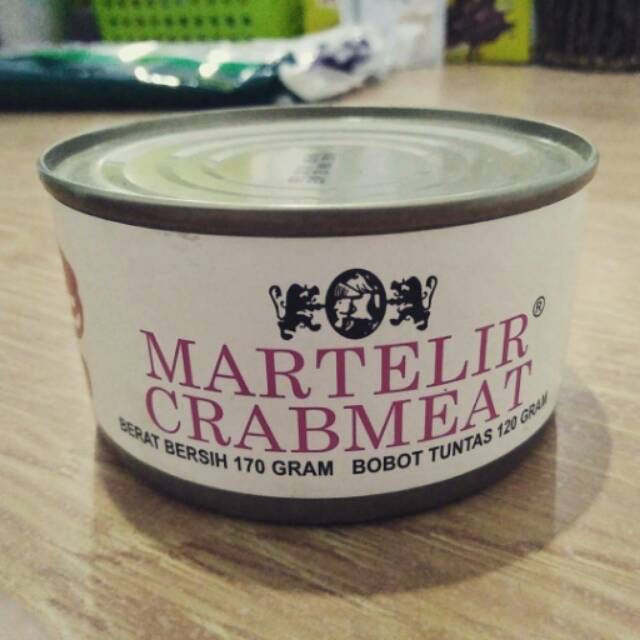 MARTELIR®
CRABMEAT
BERAT BERSIH 170 GRAM BOBOT TUNTAS 120 GRAM